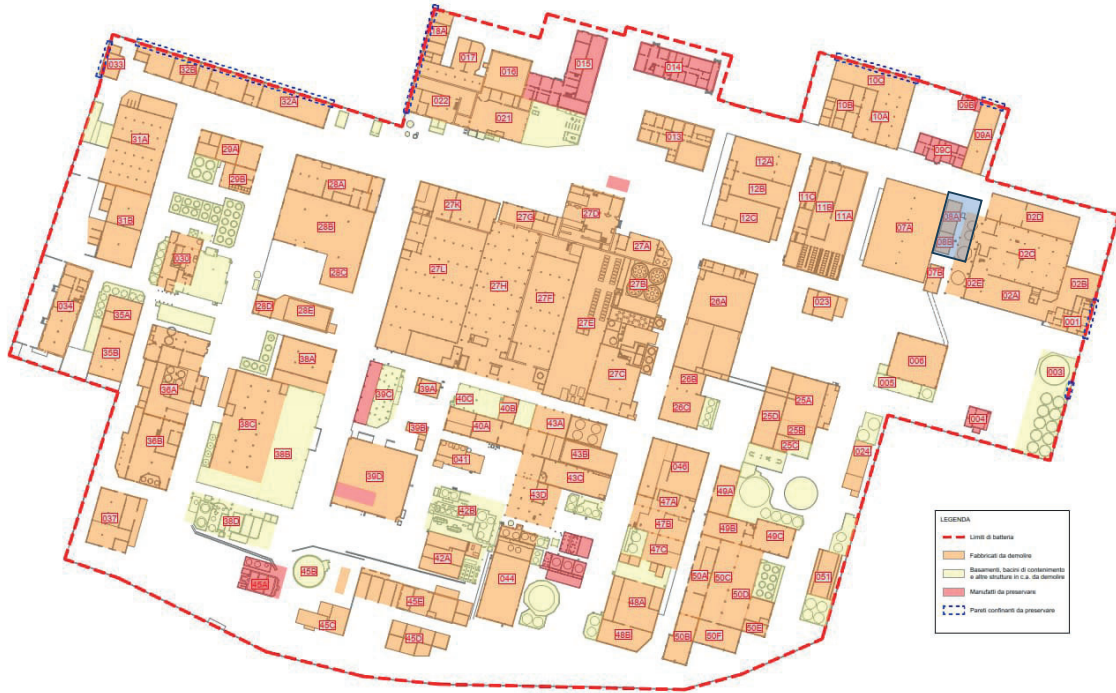 18A
017
016
015
014
033
32B
32A
022
021
10C
10B
10A
09B
09A
09C
013
31A
29A
29B
28A
28B
28C
31B
030
27K
27G
27D
27A
27L
27H
27F
27B
27E
27C
12A
12B
12C
11C
11B
11A
07A
08A
08B
07B
02D
02C
02B
02E
02A
001
26A
023
034
35A
35B
28D
28E
38A
36A
36B
38C
38B
39C
39A
39B
40C
40B
40A
43A
26B
26C
25A
25D
25B
25C
006
005
003
004
024
041
43B
43C
43D
39D
42B
42A
037
38D
45B
044
046
47A
47B
47C
49A
49B
49C
50A
50C
50D
50E
50B
50F
051
48A
48B
45E
45C
45D
LEGENDA
Limiti di batteria
Fabbricati da demolire
Basamenti, bacini di contenimento
e altre strutture in c.a. da demolire
Manufatti da preservare
Pareti confinanti da preservare